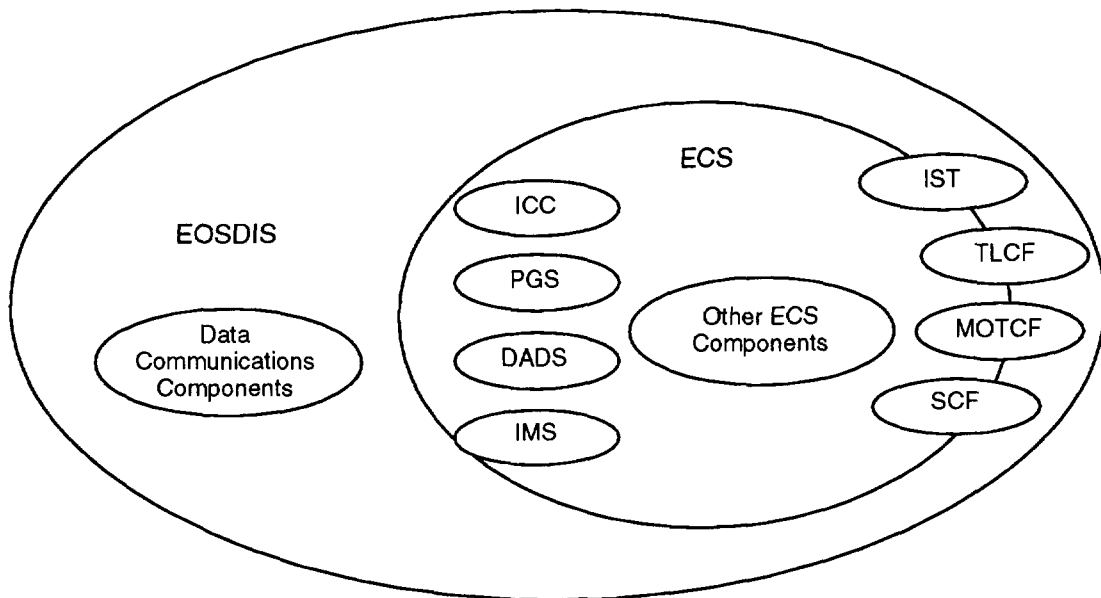 ECS
IST
ICC
EOSDIS
TLCF
PGS
Other ECS
Components
MOTCF
Data
Communications
Components
DADS
SCF
IMS